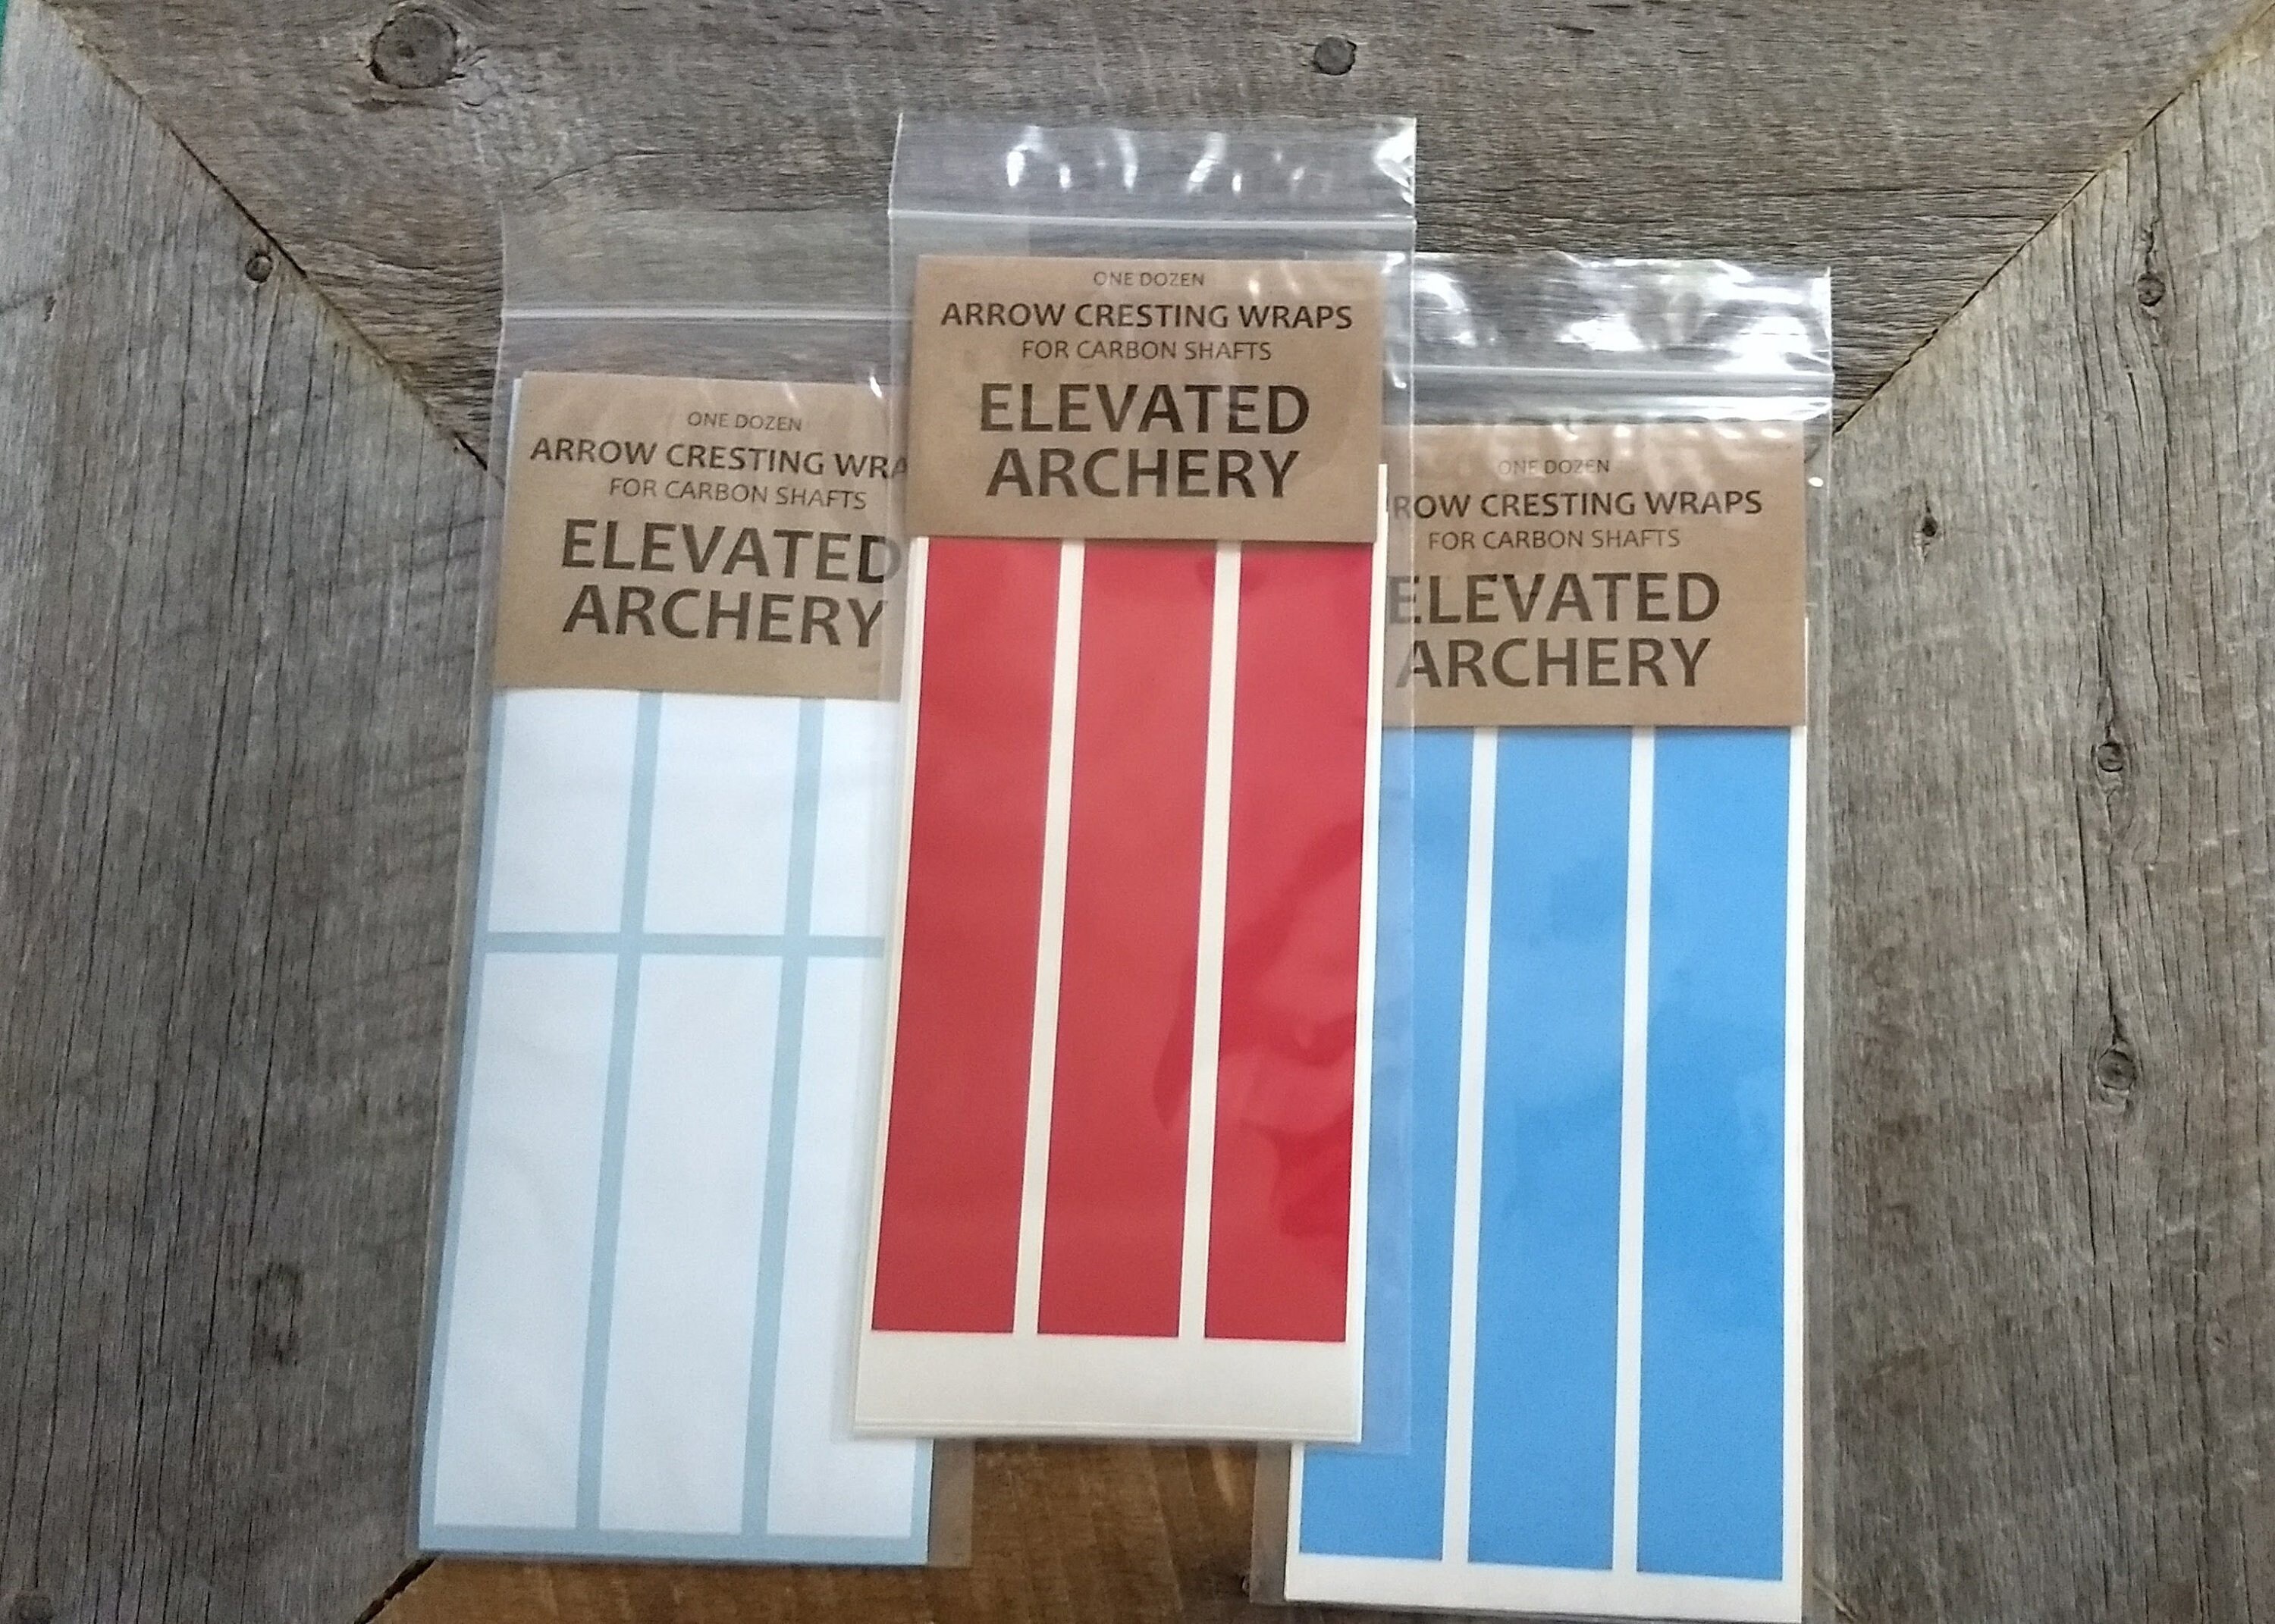 ONE DOZEN
ARROW CRESTING WRA
FOR CARBON SHAFTS
ELEVATED
ARCHERY
ONE DOZEN
ARROW CRESTING WRAPS
FOR CARBON SHAFTS
ELEVATED
ARCHERY
ONE DOZEN
ROW CRESTING WRAPS
FOR CARBON SHAFTS
ELEVATED
ARCHERY